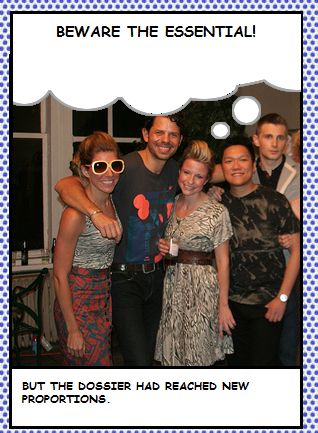 BEWARE THE ESSENTIAL!
BUT THE DOSSIER HAD REACHED NEW
PROPORTIONS.